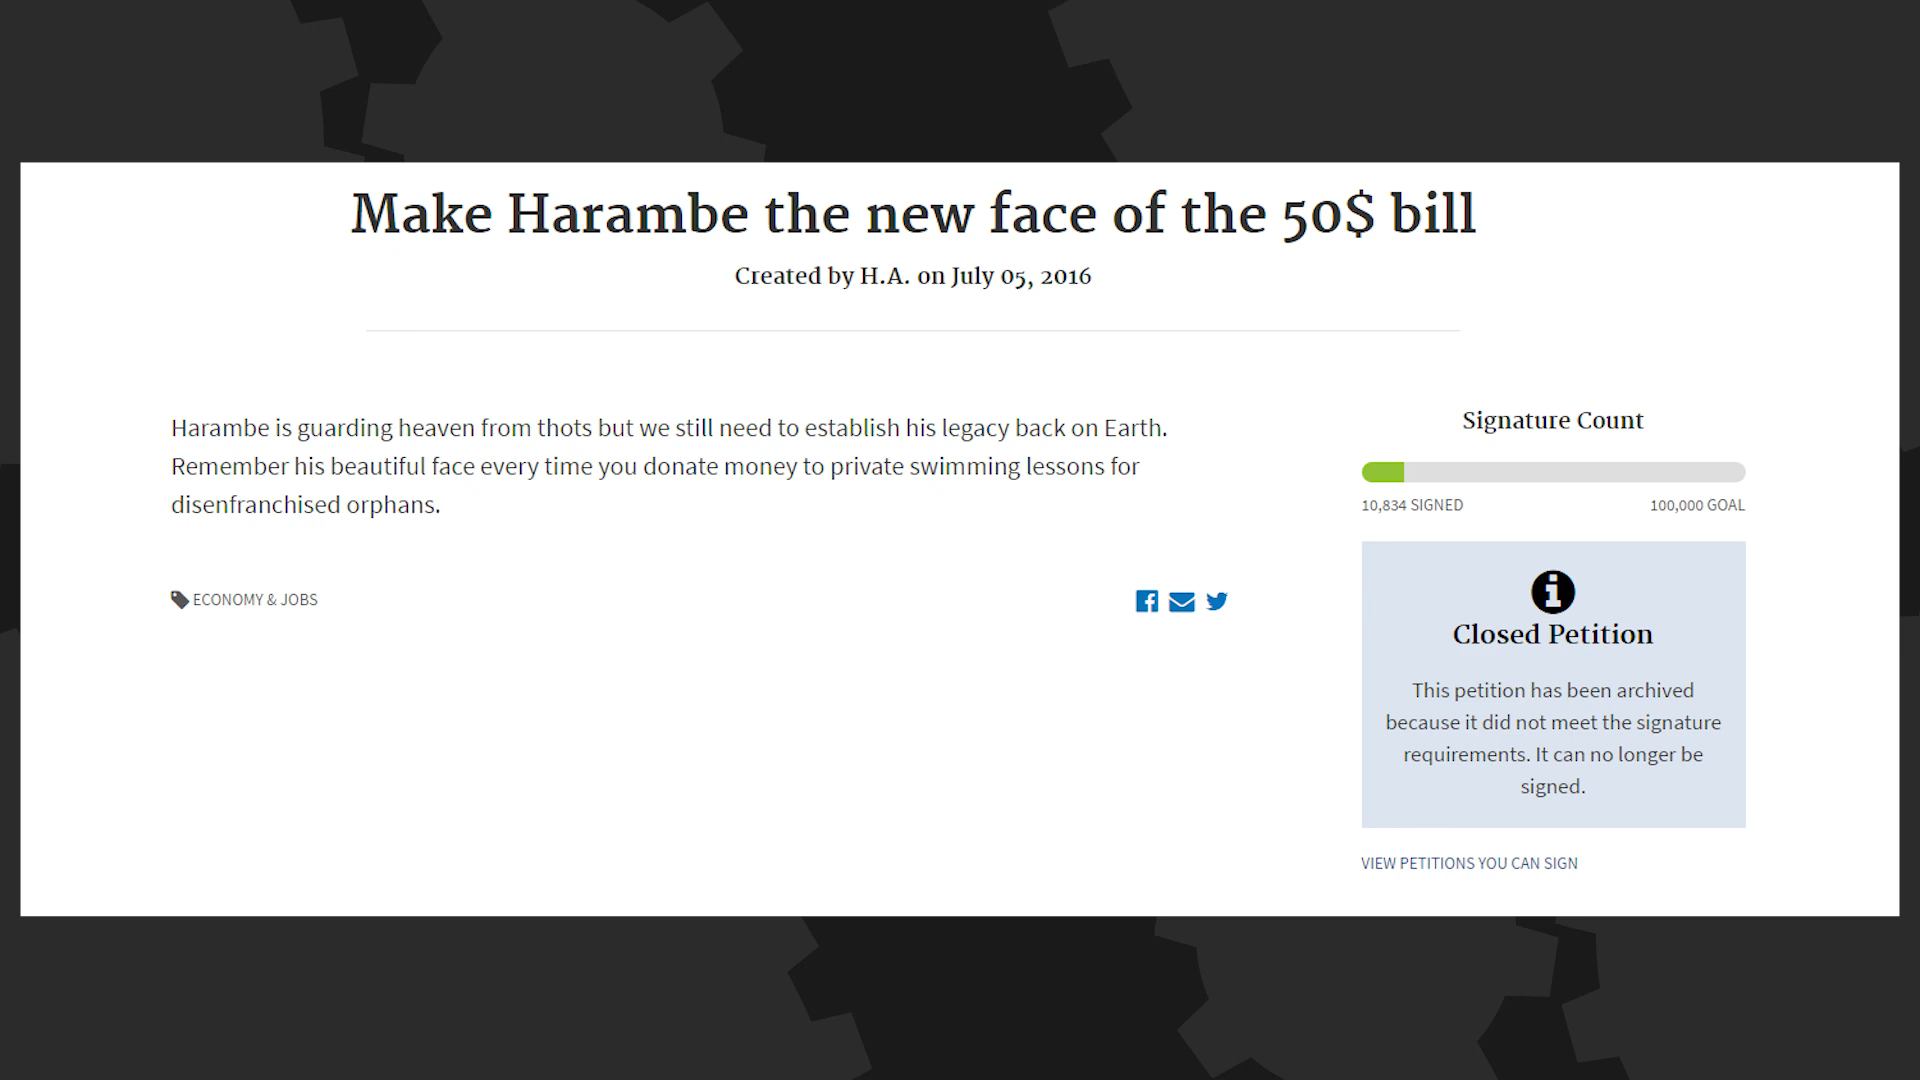 Make Harambe the new face of the 50$ bill
Created by H.A. on July 05, 2016
Harambe is guarding heaven from thots but we still need to establish his legacy back on Earth.
Remember his beautiful face every time you donate money to private swimming lessons for
disenfranchised orphans.
ECONOMY & JOBS
Signature Count
10,834 SIGNED
100,000 GOAL
Closed Petition
This petition has been archived
because it did not meet the signature
requirements. It can no longer be
signed.
VIEW PETITIONS YOU CAN SIGN